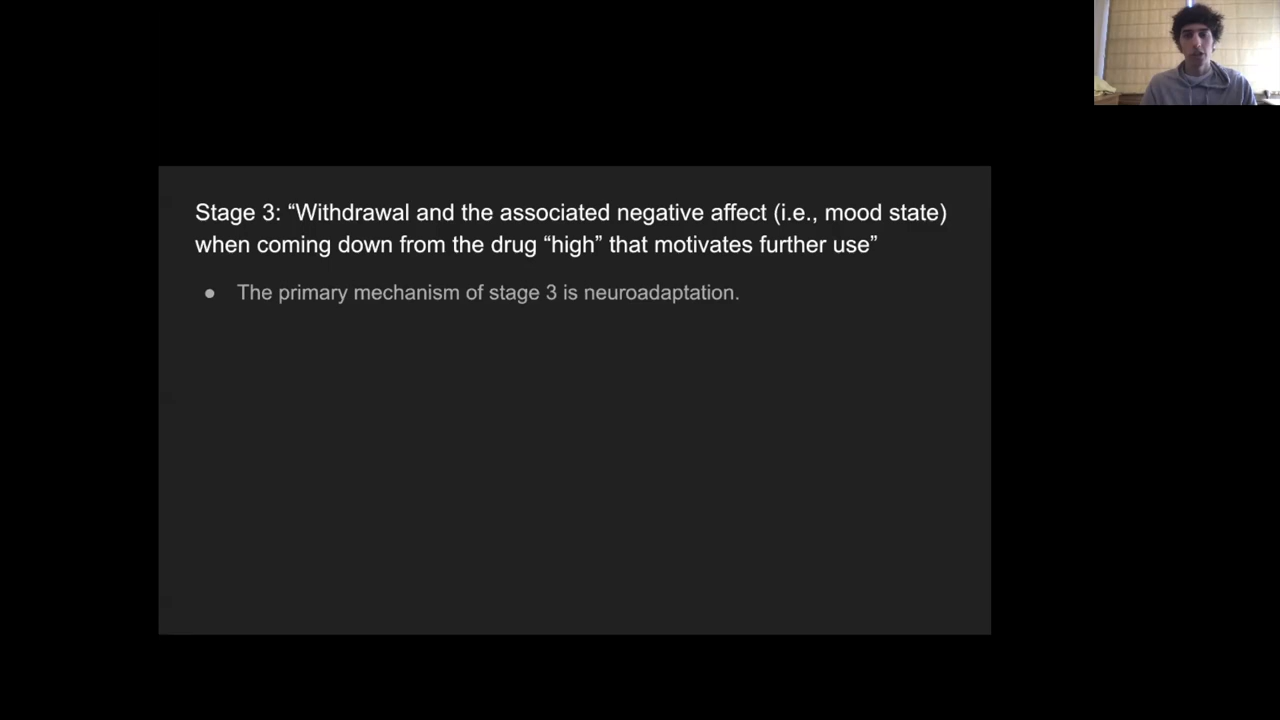 Stage 3: “Withdrawal and the associated negative affect (i.e., mood state)
when coming down from the drug “high” that motivates further use”
● The primary mechanism of stage 3 is neuroadaptation.